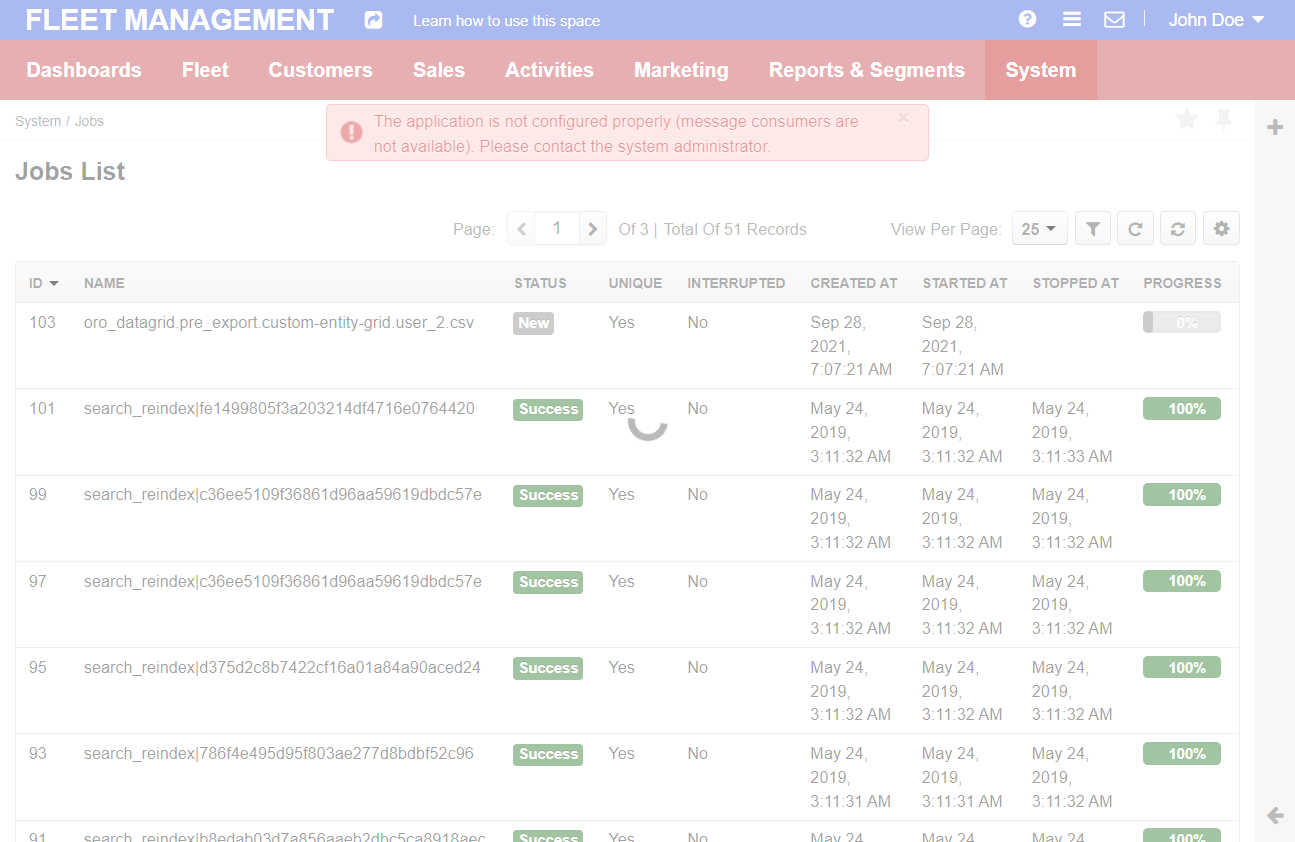 FLEET MANAGEMENT Learn how to use this space John Doe
Dashboards Fleet Customers Sales Activities Marketing Reports & Segments System
System / Jobs
The application is not configured properly (message consumers are
not available). Please contact the system administrator.
×
Jobs List
Page: 1 Of 3 | Total Of 51 Records View Per Page: 25
ID NAME STATUS UNIQUE INTERRUPTED CREATED AT STARTED AT STOPPED AT PROGRESS
103 oro_datagrid.pre_export.custom-entity-grid.user_2.csv New Yes No Sep 28, Sep 28, 0%
2021, 2021,
7:07:21 AM 7:07:21 AM
101 search_reindex|fe1499805f3a203214df4716e0764420 Success Yes No May 24, May 24, May 24, 100%
2019, 2019, 2019,
3:11:32 AM 3:11:32 AM 3:11:33 AM
99 search_reindex|c36ee5109f36861d96aa59619dbdc57e Success Yes No May 24, May 24, May 24, 100%
2019, 2019, 2019,
3:11:32 AM 3:11:32 AM 3:11:32 AM
97 search_reindex|c36ee5109f36861d96aa59619dbdc57e Success Yes No May 24, May 24, May 24, 100%
2019, 2019, 2019,
3:11:32 AM 3:11:32 AM 3:11:32 AM
95 search_reindex|d375d2c8b7422cf16a01a84a90aced24 Success Yes No May 24, May 24, May 24, 100%
2019, 2019, 2019,
3:11:32 AM 3:11:32 AM 3:11:32 AM
93 search_reindex|786f4e495d95f803ae277d8bdbf52c96 Success Yes No May 24, May 24, May 24, 100%
2019, 2019, 2019,
3:11:31 AM 3:11:31 AM 3:11:32 AM
91 search_reindex|b8edab03d7a856aaeb2dbc5ca8918aec Success Yes No May 24, May 24, May 24, 100%